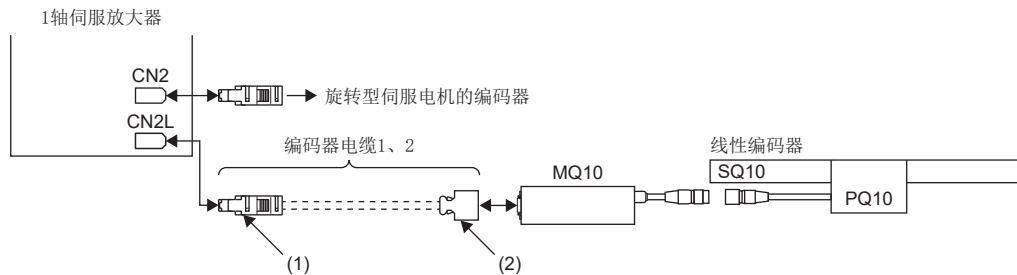 1轴伺服放大器
CN2
旋转型伺服电机的编码器
CN2L
编码器电缆1、2
线性编码器
MQ10
SQ10
PQ10
(1)
(2)